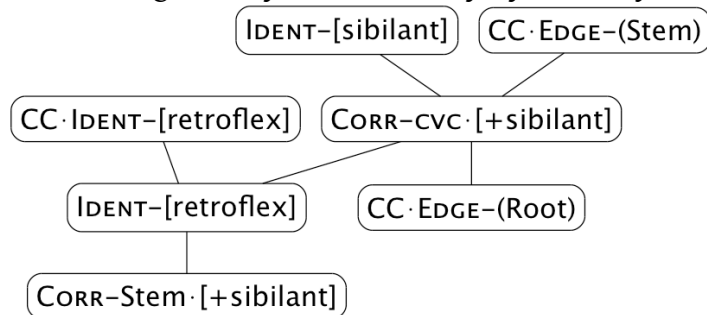 IDENT-[sibilant]
CC·EDGE-(Stem)
CC·IDENT-[retroflex]
CORR-CVC·[+sibilant]
IDENT-[retroflex]
CC·EDGE-(Root)
CORR-Stem·[+sibilant]